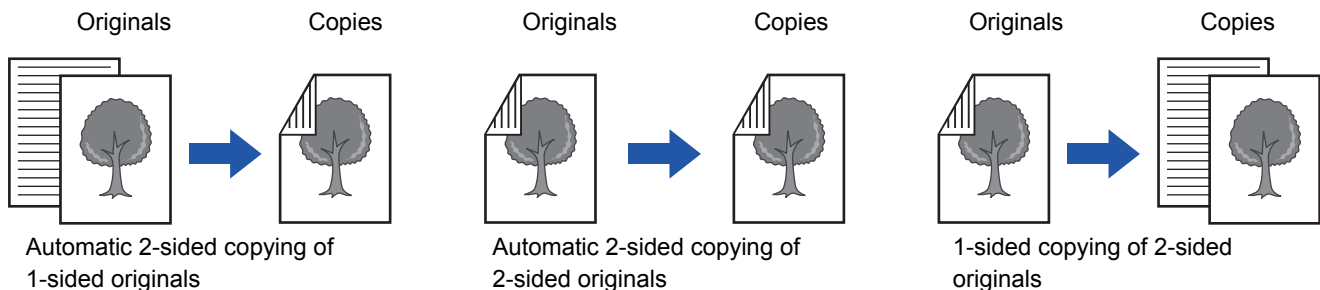 Originals
Copies
Automatic 2-sided copying of
1-sided originals
Originals
Copies
Automatic 2-sided copying of
2-sided originals
Originals
Copies
1-sided copying of 2-sided
originals